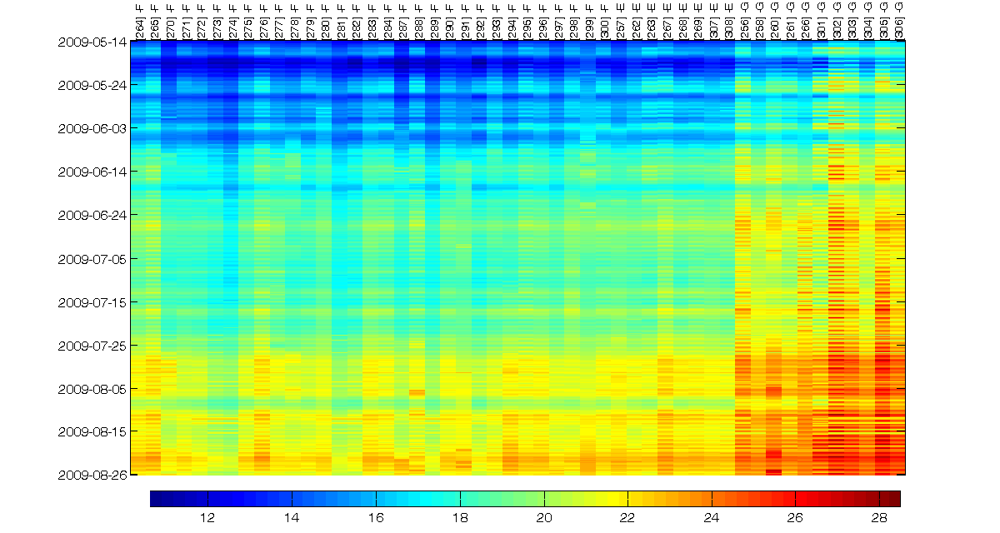 [264]-F
[265]-F
[270]-F
[271]-F
[272]-F
[273]-F
[274]-F
[275]-F
[276]-F
[277]-F
[278]-F
[279]-F
[280]-F
[281]-F
[282]-F
[283]-F
[284]-F
[287]-F
[288]-F
[289]-F
[290]-F
[291]-F
[292]-F
[293]-F
[294]-F
[295]-F
[296]-F
[297]-F
[298]-F
[299]-F
[300]-F
[257]-E
[262]-E
[263]-E
[267]-E
[268]-E
[269]-E
[307]-E
[308]-E
[256]-G
[258]-G
[260]-G
[261]-G
[266]-G
[301]-G
[302]-G
[303]-G
[304]-G
[305]-G
[306]-G
2009-05-14
2009-05-24
2009-06-03
2009-06-14
2009-06-24
2009-07-05
2009-07-15
2009-07-25
2009-08-05
2009-08-15
2009-08-26
12 14 16 18 20 22 24 26 28